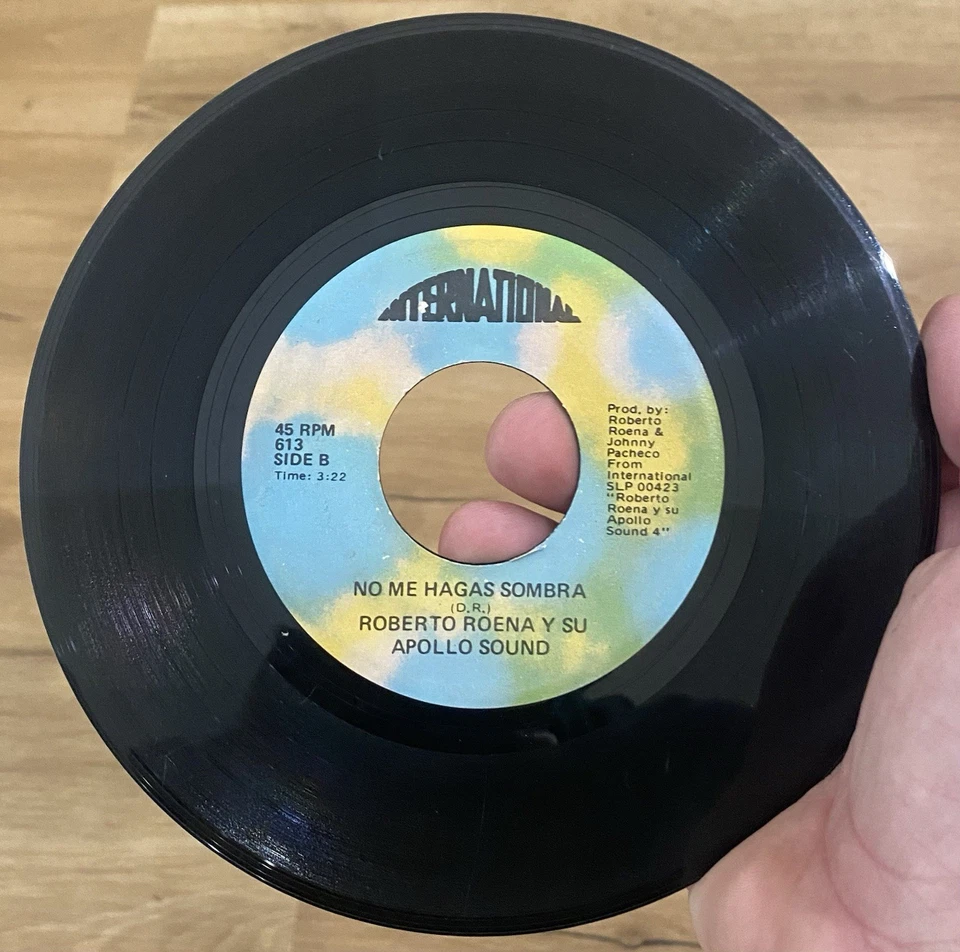 INTERNATIONAL
45 RPM
613
SIDE B
Time: 3:22
Prod. by:
Roberto
Roena &
Johnny
Pacheco
From
International
SLP 00423
"Roberto
Roena y su
Apollo
Sound 4"
NO ME HAGAS SOMBRA
(D.R.)
ROBERTO ROENA Y SU
APOLLO SOUND